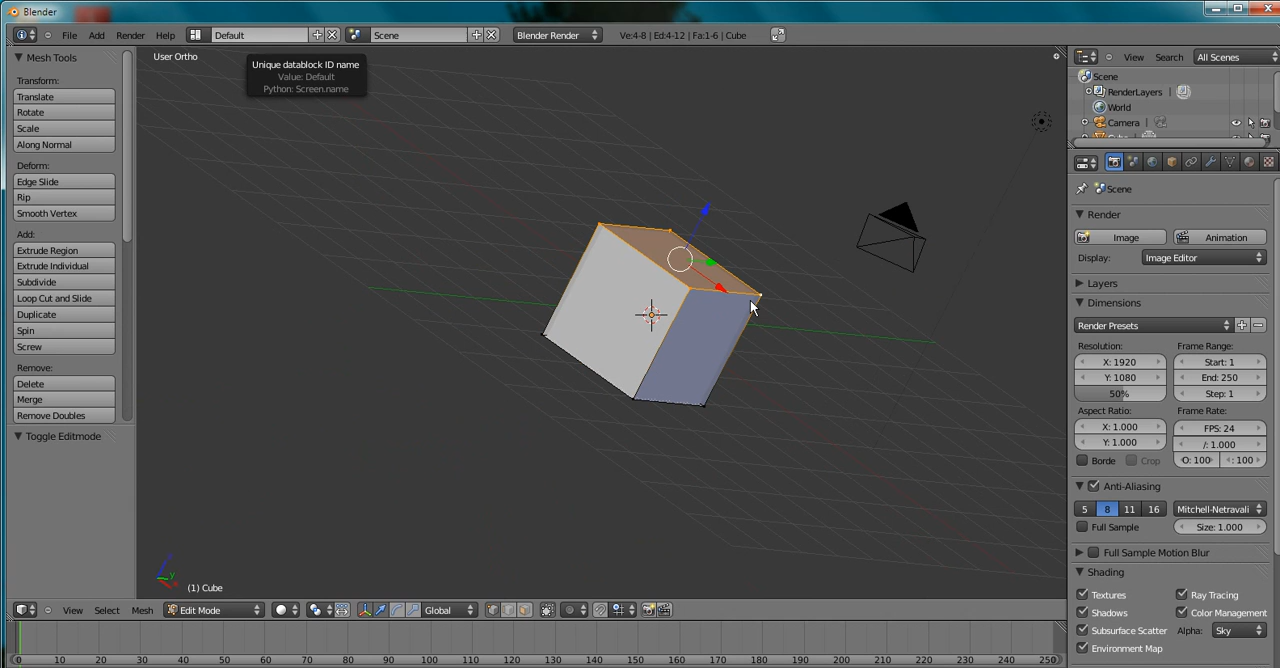 Blender
File Add Render Help Default Scene Blender Render Ve:4-8 | Ed:4-12 | Fa:1-6 | Cube
View Search All Scenes
Mesh Tools
User Ortho
Unique datablock ID name
Value: Default
Python: Screen.name
Transform:
Translate
Rotate
Scale
Along Normal
Deform:
Edge Slide
Rip
Smooth Vertex
Add:
Extrude Region
Extrude Individual
Subdivide
Loop Cut and Slide
Duplicate
Spin
Screw
Remove:
Delete
Merge
Remove Doubles
Toggle Editmode
Scene
RenderLayers |
World
Camera |
Scene
Render
Image Animation
Display: Image Editor
Layers
Dimensions
Render Presets
Resolution: Frame Range:
X: 1920 Start: 1
Y: 1080 End: 250
50% Step: 1
Aspect Ratio: Frame Rate:
X: 1.000 FPS: 24
Y: 1.000 /: 1.000
Borde Crop O: 100 : 100
Anti-Aliasing
5 8 11 16 Mitchell-Netravali
Full Sample Size: 1.000
Full Sample Motion Blur
Shading
Textures Ray Tracing
Shadows Color Management
Subsurface Scatter Alpha: Sky
Environment Map
y
(1) Cube
View Select Mesh Edit Mode Global
0 10 20 30 40 50 60 70 80 90 100 110 120 130 140 150 160 170 180 190 200 210 220 230 240 250